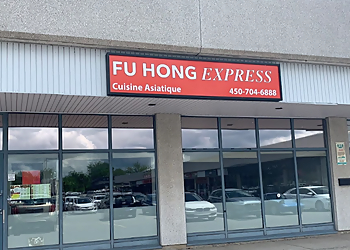 FU HONG EXPRESS
Cuisine Asiatique 450-704-6888